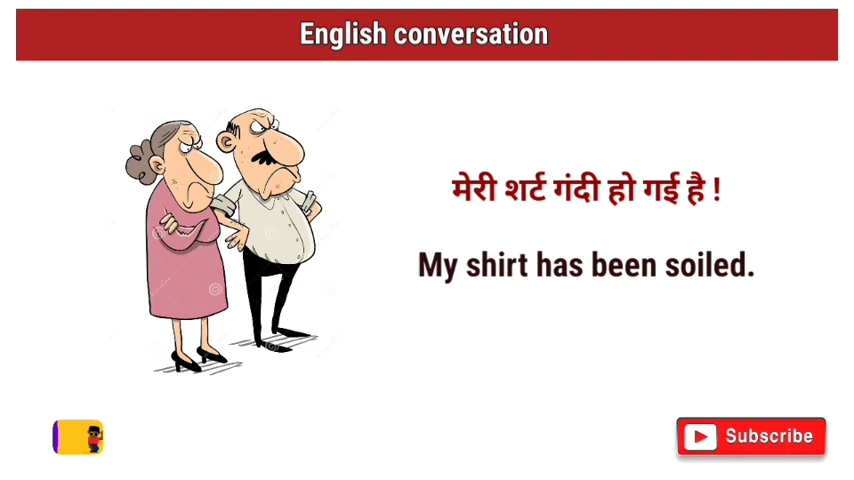 English conversation
मेरी शर्ट गंदी हो गई है !
My shirt has been soiled.
Subscribe